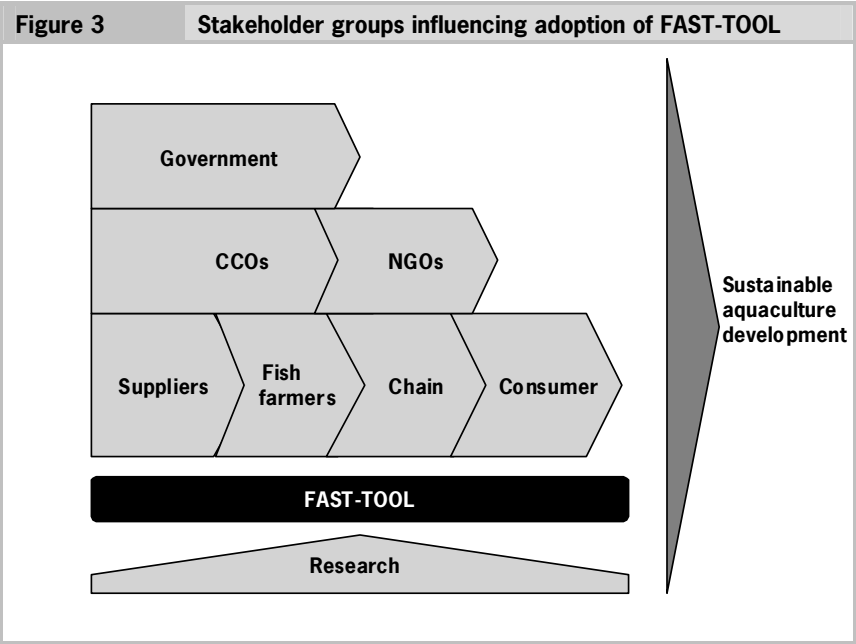 Figure 3 Stakeholder groups influencing adoption of FAST-TOOL
Government
CCOs NGOs
Suppliers Fish farmers Chain Consumer
Sustainable
aquaculture
development
FAST-TOOL
Research